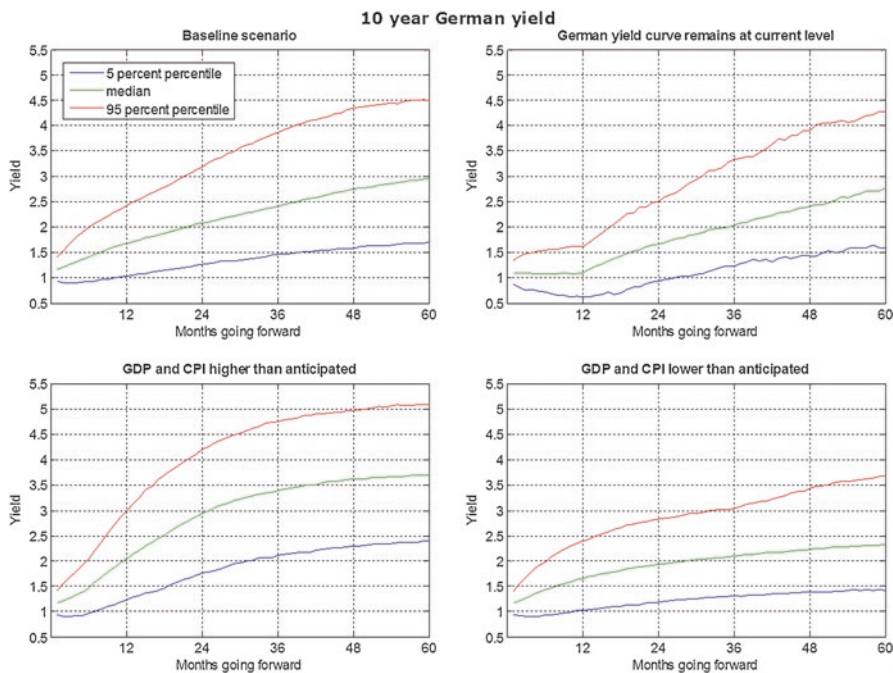 10 year German yield
Baseline scenario
5.5
5
4.5
4
3.5
3
2.5
2
1.5
1
0.5
Yield
5 percent percentile
median
95 percent percentile
12 24 36 48 60
Months going forward
German yield curve remains at current level
5.5
5
4.5
4
3.5
3
2.5
2
1.5
1
0.5
Yield
12 24 36 48 60
Months going forward
GDP and CPI higher than anticipated
5.5
5
4.5
4
3.5
3
2.5
2
1.5
1
0.5
Yield
12 24 36 48 60
Months going forward
GDP and CPI lower than anticipated
5.5
5
4.5
4
3.5
3
2.5
2
1.5
1
0.5
Yield
12 24 36 48 60
Months going forward